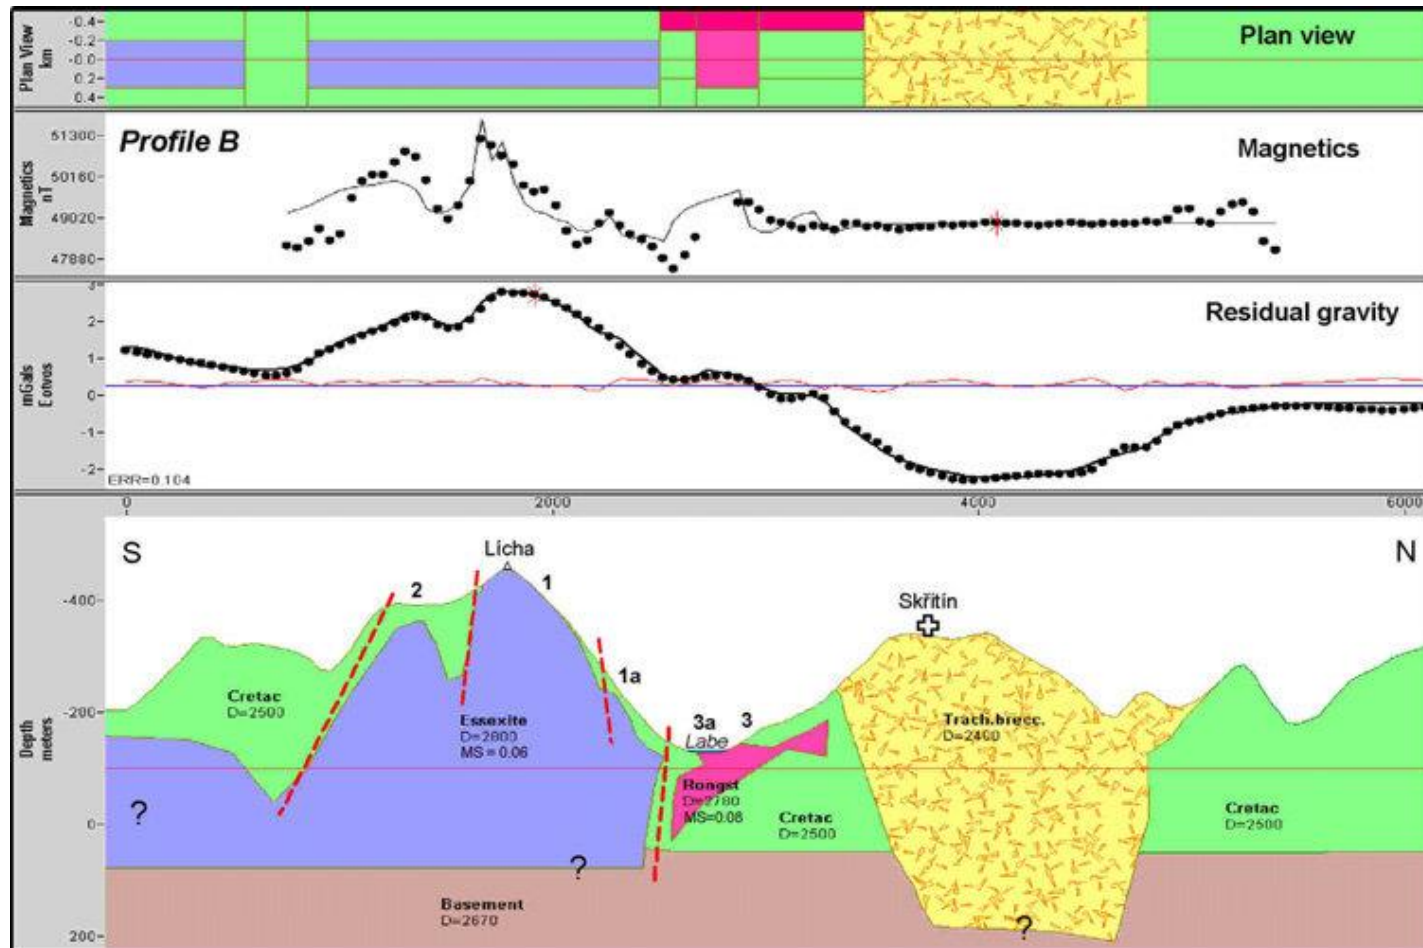 Plan View
km
-0.4
-0.2
-0.0
0.2
0.4
Plan view
Profile B
Magnetics
Magnetics
nT
51300
50160
49020
47880
Residual gravity
mGals
Eotvos
3
2
1
0
-1
-2
ERR=0.104
0
2000
4000
6000
S
N
Depth
meters
-400
-200
0
200
Lícha
2
1
1a
3a
3
Labe
Skřitín
Cretac
D=2500
Essexite
D=2800
MS = 0.06
Rongst
D=2780
MS=0.08
Cretac
D=2500
Trach.brecc.
D=2400
Cretac
D=2500
?
?
?
Basement
D=2670